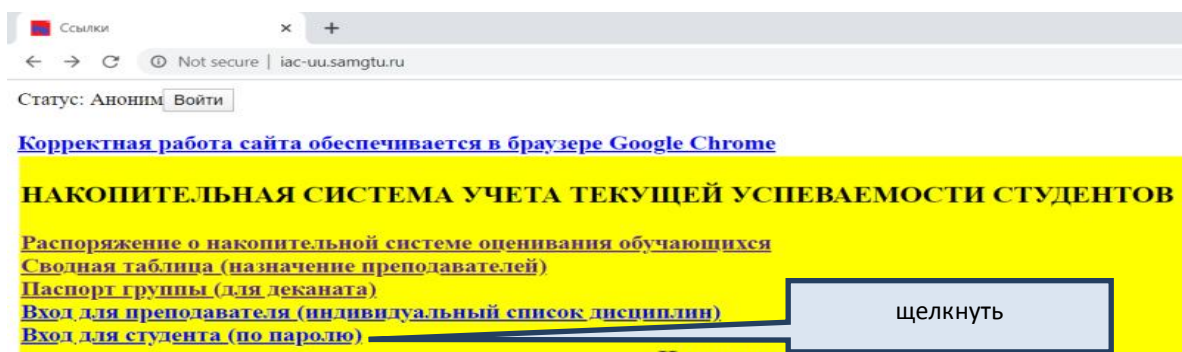 Ссылки
Not secure | iac-uu.samgtu.ru
Статус: Аноним Войти
Корректная работа сайта обеспечивается в браузере Google Chrome
НАКОПИТЕЛЬНАЯ СИСТЕМА УЧЕТА ТЕКУЩЕЙ УСПЕВАЕМОСТИ СТУДЕНТОВ
Распоряжение о накопительной системе оценивания обучающихся
Сводная таблица (назначение преподавателей)
Паспорт группы (для деканата)
Вход для преподавателя (индивидуальный список дисциплин)
щелкнуть
Вход для студента (по паролю)